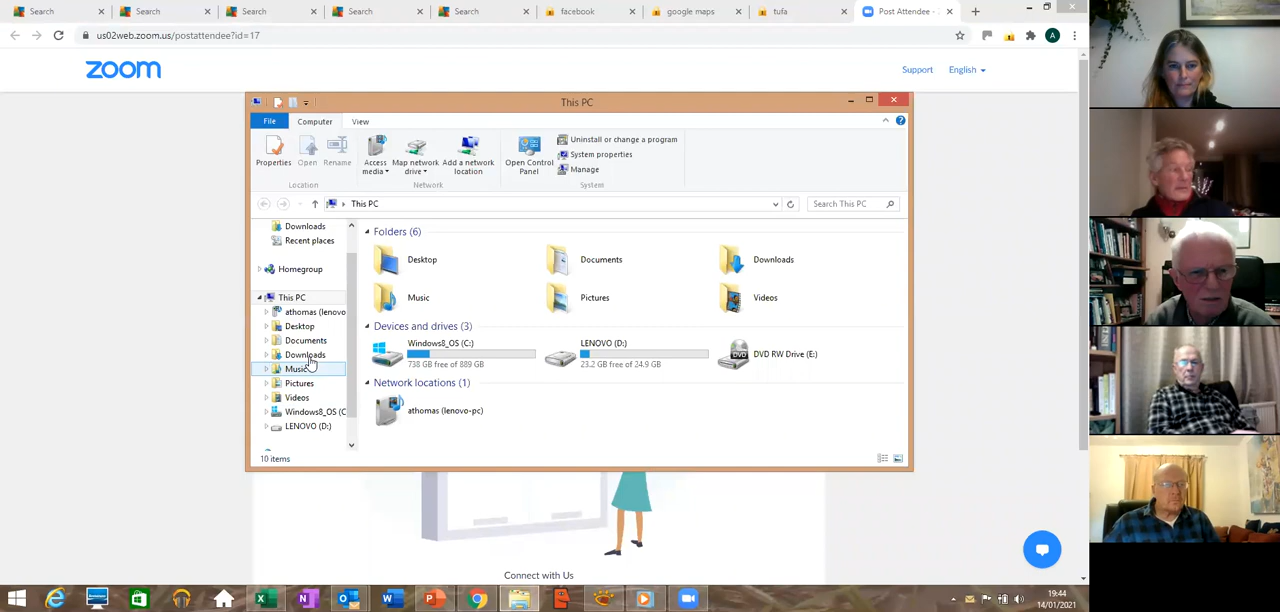 Search
Search
Search
Search
Search
facebook
google maps
tufa
Post Attendee -
us02web.zoom.us/postattendee?id=17
A
zoom
Support
English
This PC
File
Computer
View
Properties
Open
Rename
Access media
Map network drive
Add a network location
Open Control Panel
Uninstall or change a program
System properties
Manage
Location
Network
System
This PC
Search This PC
Downloads
Recent places
Homegroup
This PC
athomas (lenovo
Desktop
Documents
Downloads
Music
Pictures
Videos
Windows8_OS (C
LENOVO (D:)
Folders (6)
Desktop
Documents
Downloads
Music
Pictures
Videos
Devices and drives (3)
Windows8_OS (C:)
738 GB free of 889 GB
LENOVO (D:)
23.2 GB free of 24.9 GB
DVD RW Drive (E:)
Network locations (1)
athomas (lenovo-pc)
10 items
Connect with Us
19:44
14/01/2021